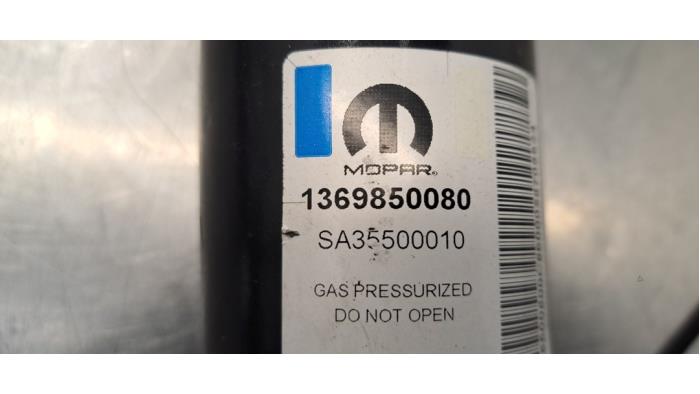 MOPAR®
1369850080
SA35500010
GAS PRESSURIZED
DO NOT OPEN